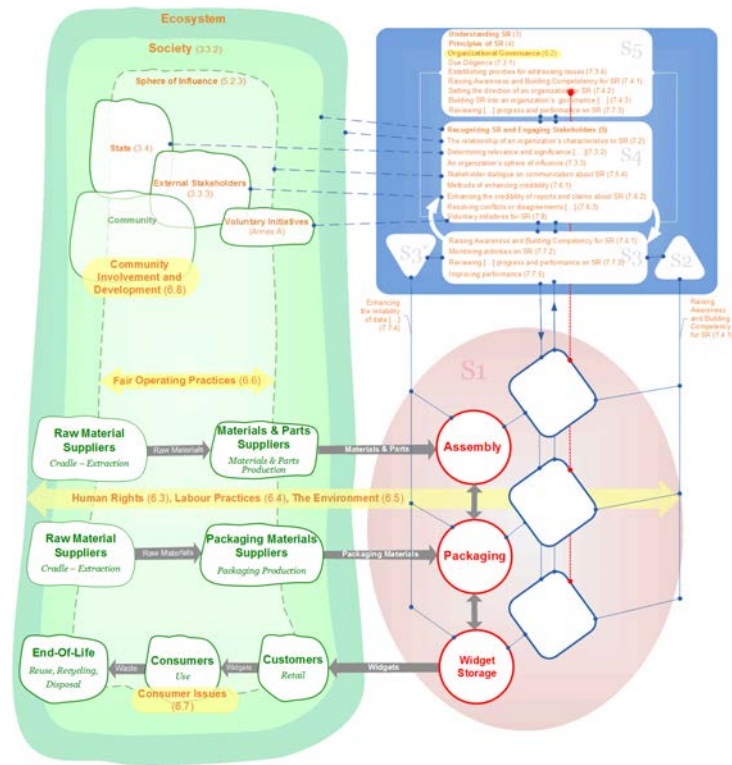 Ecosystem
Society (3.3.2)
Sphere of Influence (5.2.3)
State (3.4)
External Stakeholders
(3.3.3)
Community
Voluntary Initiatives
(Annex A)
Community
Involvement and
Development (6.8)
Fair Operating Practices (6.6)
Raw Material
Suppliers
Cradle – Extraction
Raw Materials
Materials & Parts
Suppliers
Materials & Parts
Production
Materials & Parts
Human Rights (6.3), Labour Practices (6.4), The Environment (6.5)
Raw Material
Suppliers
Cradle – Extraction
Raw Materials
Packaging Materials
Suppliers
Packaging Production
Packaging Materials
End-Of-Life
Reuse, Recycling,
Disposal
Waste
Consumers
Use
Widgets
Customers
Retail
Widgets
Consumer Issues
(6.7)
S5
Understanding SR (3)
Principles of SR (4)
Organizational Governance (6.2)
Due Diligence (7.3.1)
Establishing priorities for addressing issues (7.3.4)
Raising Awareness and Building Competency for SR (7.4.1)
Setting the direction of an organization for SR (7.4.2)
Building SR into an organization's governance [...] (7.4.3)
Reviewing [...] progress and performance on SR (7.7.3)
S4
Recognizing SR and Engaging Stakeholders (5)
The relationship of an organization's characteristics to SR (7.2)
Determining relevance and significance [...] (7.3.2)
An organization's sphere of influence (7.3.3)
Stakeholder dialogue on communication about SR (7.5.4)
Methods of enhancing credibility (7.6.1)
Enhancing the credibility of reports and claims about SR (7.6.2)
Resolving conflicts or disagreements [...] (7.6.3)
Voluntary initiatives for SR (7.8)
S3*
S3
Raising Awareness and Building Competency for SR (7.4.1)
Monitoring activities on SR (7.7.2)
Reviewing [...] progress and performance on SR (7.7.3)
Improving performance (7.7.5)
S2
Enhancing
the reliability
of data [...]
(7.7.4)
Raising
Awareness
and Building
Competency
for SR (7.4.1)
S1
Assembly
Packaging
Widget
Storage